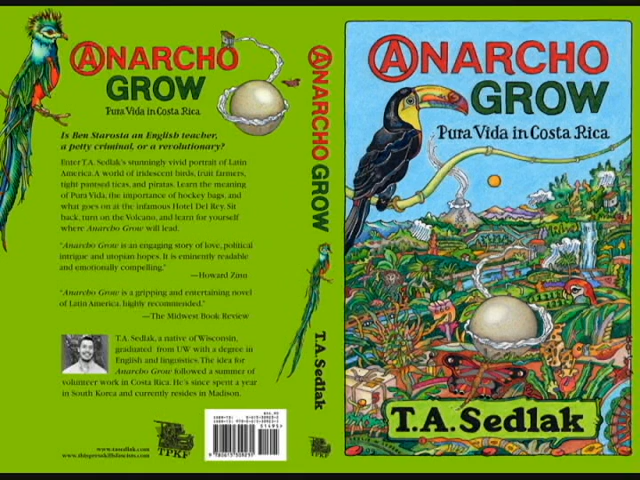 ANARCHO
GROW
Pura Vida in Costa Rica
Is Ben Starosta an English teacher,
a petty criminal, or a revolutionary?
Enter T.A. Sedlak's stunningly vivid portrait of Latin
America. A world of iridescent birds, fruit farmers,
tight pantsed ticas, and piratas. Learn the meaning
of Pura Vida, the importance of hockey bags, and
what goes on at the infamous Hotel Del Rey. Sit
back, turn on the Volcano, and learn for yourself
where Anarcho Grow will lead.
"Anarcho Grow is an engaging story of love, political
intrigue and utopian hopes. It is eminently readable
and emotionally compelling."
—Howard Zinn
"Anarcho Grow is a gripping and entertaining novel
of Latin America, highly recommended."
—The Midwest Book Review
T.A. Sedlak, a native of Wisconsin,
graduated from UW with a degree in
English and linguistics. The idea for
Anarcho Grow followed a summer of
volunteer work in Costa Rica. He's since spent a year
in South Korea and currently resides in Madison.
www.tasedlak.com
TPKF
ANARCHO GROW
T.A. Sedlak
TPKF
ANARCHO
GROW
Pura Vida in Costa Rica
T.A. Sedlak